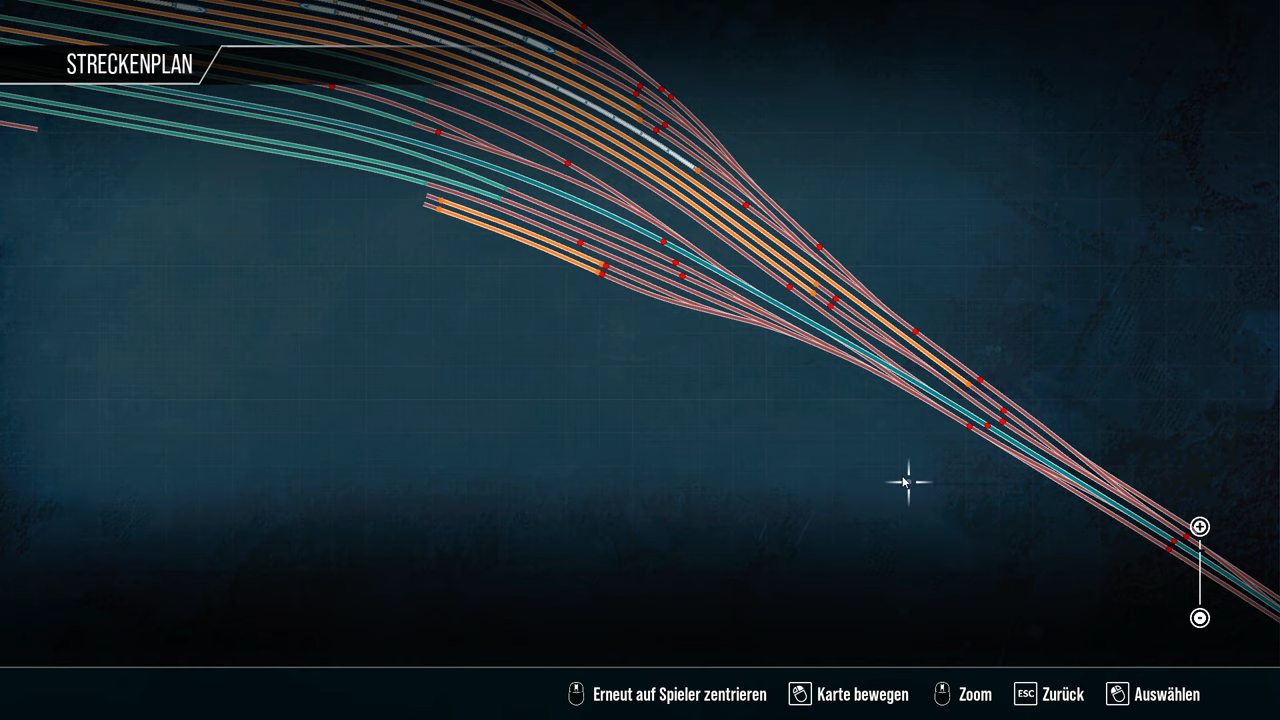 STRECKENPLAN
Erneut auf Spieler zentrieren
Karte bewegen
Zoom
ESC Zurück
Auswählen